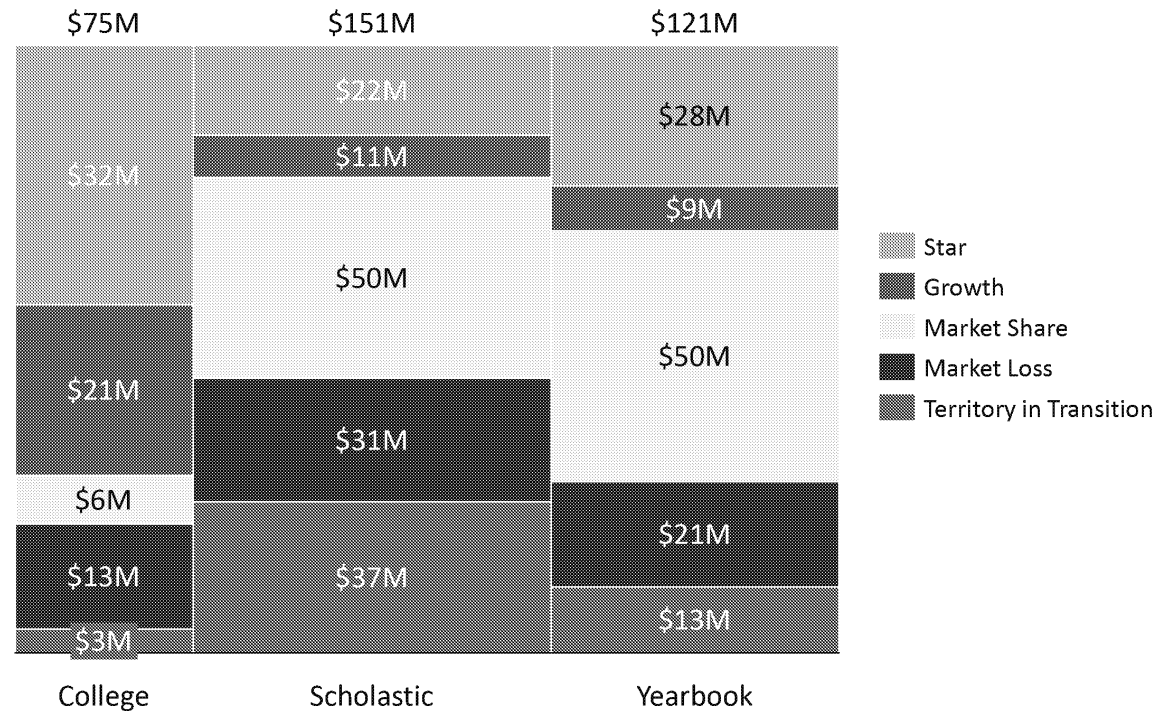 $75M $151M $121M
$32M
$21M
$6M
$13M
$3M
$22M
$11M
$50M
$31M
$37M
$28M
$9M
$50M
$21M
$13M
College Scholastic Yearbook
Star
Growth
Market Share
Market Loss
Territory in Transition